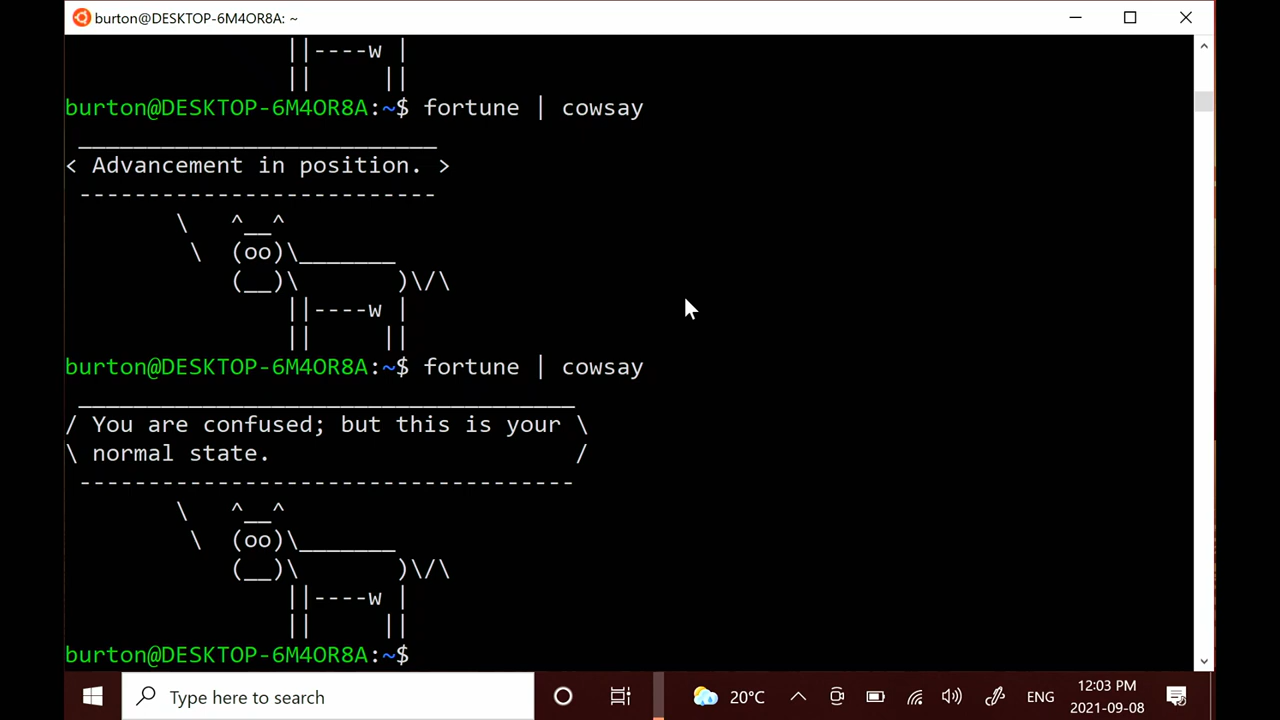 burton@DESKTOP-6M4OR8A: ~
            ||----w |
            ||     ||
burton@DESKTOP-6M4OR8A:~$ fortune | cowsay
 __________________________
< Advancement in position. >
 --------------------------
        \   ^__^
         \  (oo)\_______
            (__)\       )\/\
                ||----w |
                ||     ||
burton@DESKTOP-6M4OR8A:~$ fortune | cowsay
 ____________________________________
/ You are confused; but this is your \
\ normal state.                      /
 ------------------------------------
        \   ^__^
         \  (oo)\_______
            (__)\       )\/\
                ||----w |
                ||     ||
burton@DESKTOP-6M4OR8A:~$
Type here to search
20°C
ENG
12:03 PM
2021-09-08